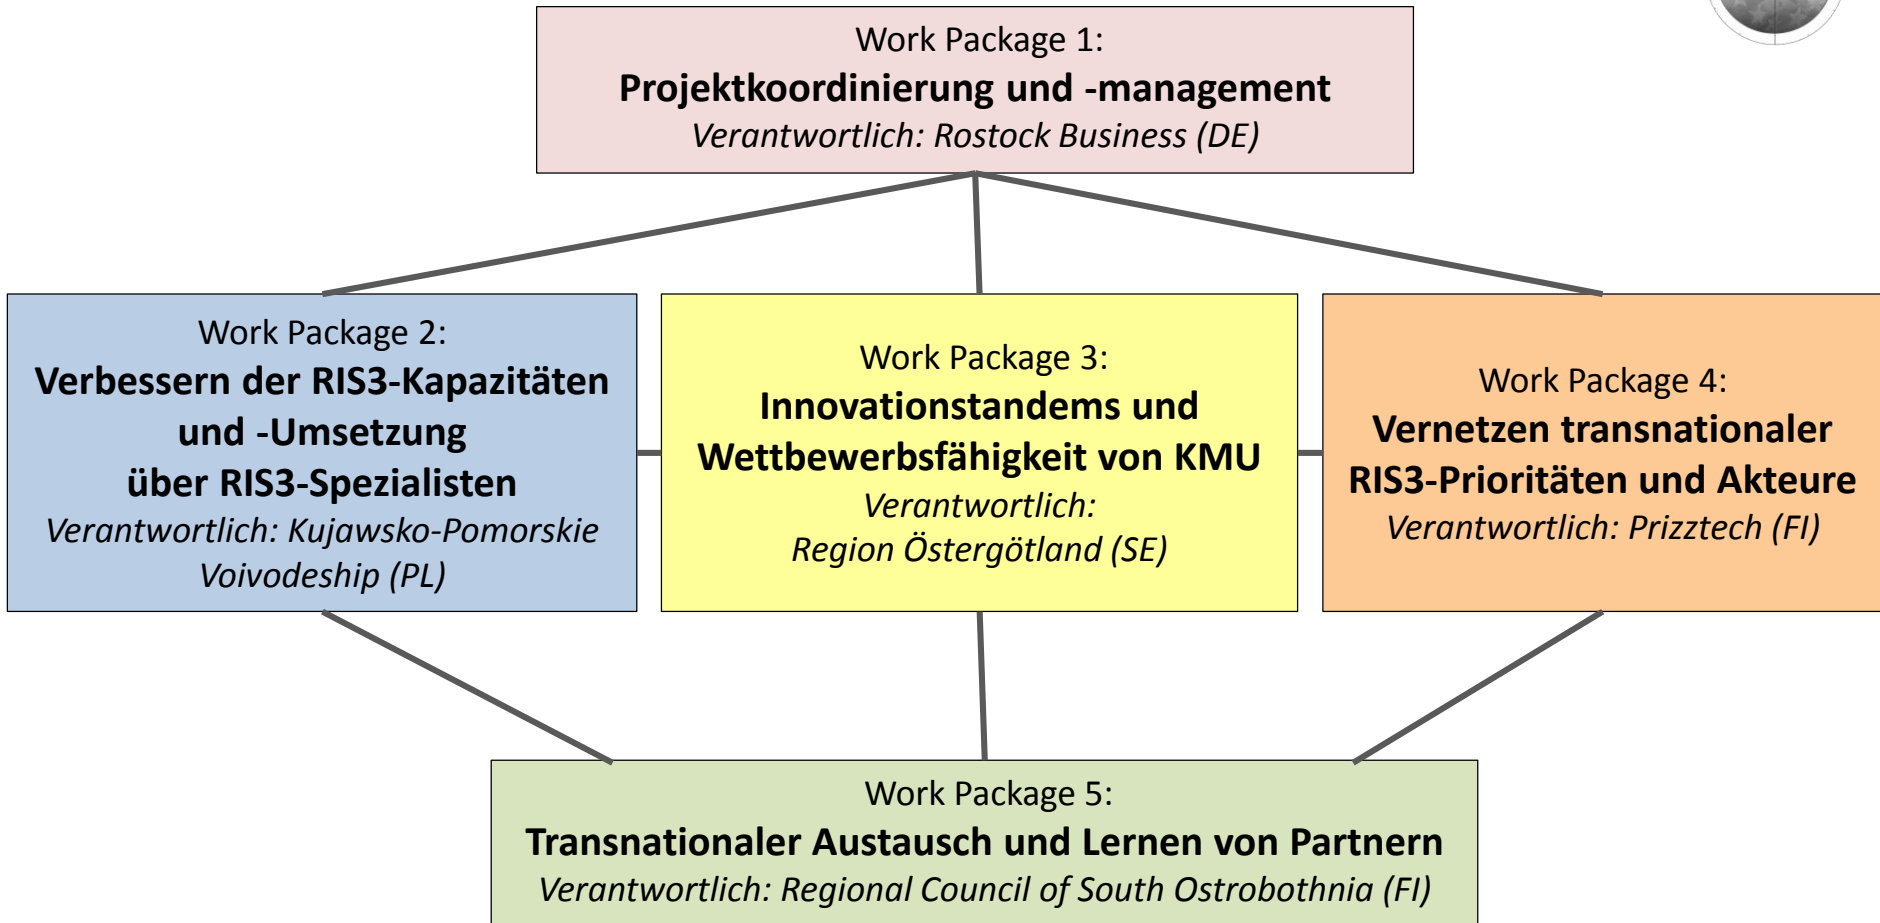 Work Package 1:
Projektkoordinierung und -management
Verantwortlich: Rostock Business (DE)
Work Package 2:
Verbessern der RIS3-Kapazitäten
und -Umsetzung
über RIS3-Spezialisten
Verantwortlich: Kujawsko-Pomorskie
Voivodeship (PL)
Work Package 3:
Innovationstandems und
Wettbewerbsfähigkeit von KMU
Verantwortlich:
Region Östergötland (SE)
Work Package 4:
Vernetzen transnationaler
RIS3-Prioritäten und Akteure
Verantwortlich: Prizztech (FI)
Work Package 5:
Transnationaler Austausch und Lernen von Partnern
Verantwortlich: Regional Council of South Ostrobothnia (FI)